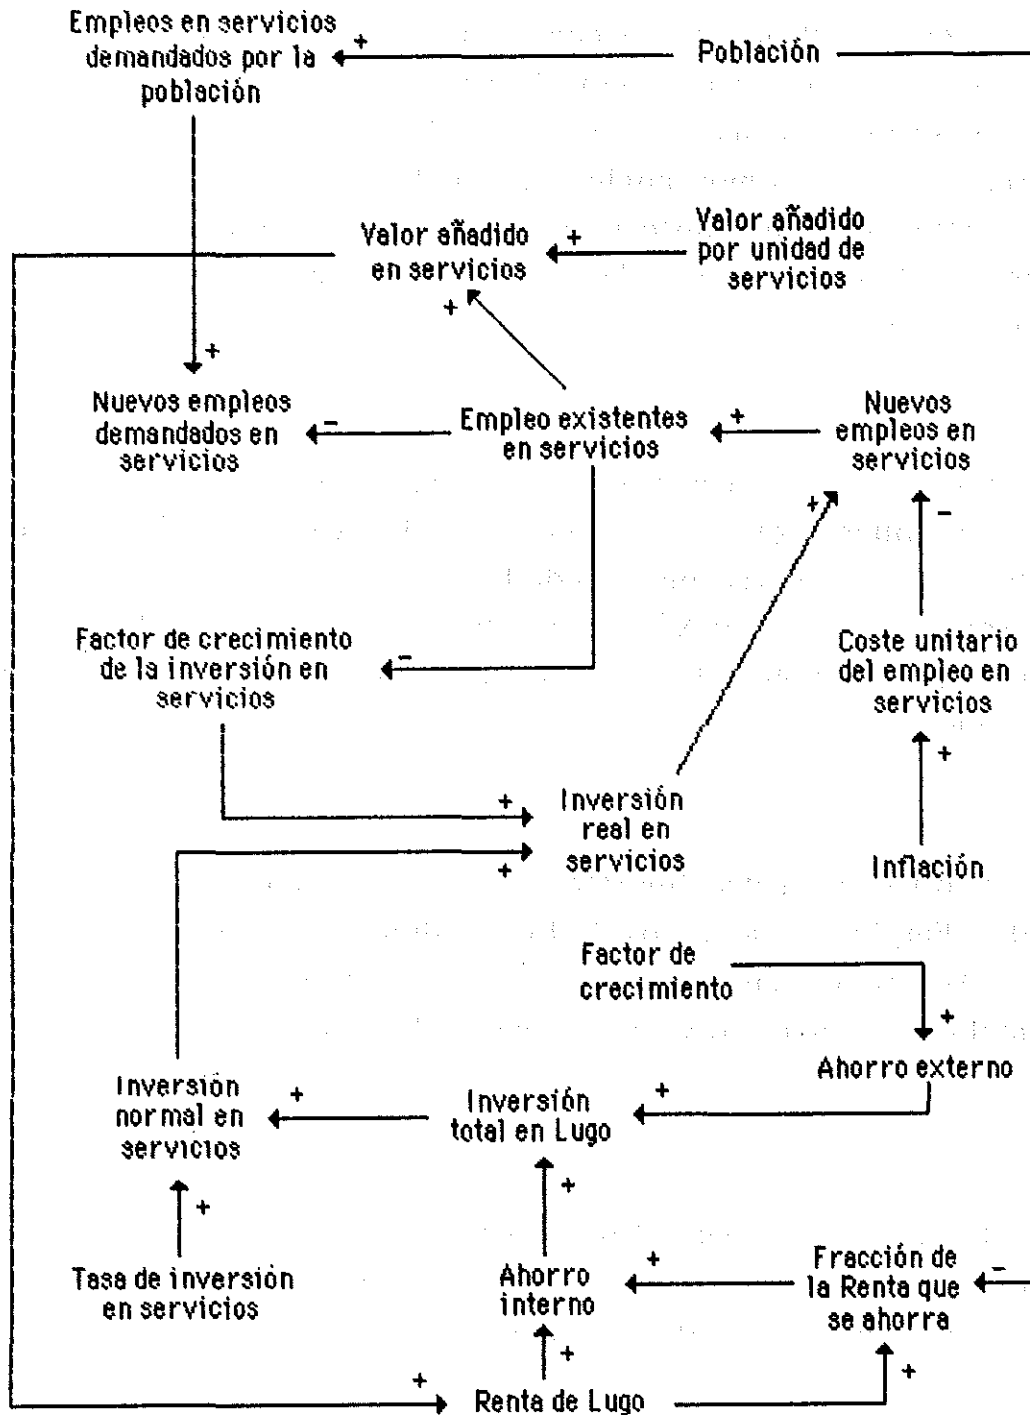 Empleos en servicios
demandados por la
población
+
Población
Valor añadido
en servicios
+
Valor añadido
por unidad de
servicios
+
+
Nuevos empleos
demandados en
servicios
-
Empleo existentes
en servicios
+
Nuevos
empleos en
servicios
+
-
Factor de crecimiento
de la inversión en
servicios
-
Coste unitario
del empleo en
servicios
+
+
Inversión
real en
servicios
+
Inflación
Factor de
crecimiento
+
Ahorro externo
Inversión
normal en
servicios
+
Inversión
total en Lugo
+
+
+
Tasa de inversión
en servicios
Ahorro
interno
+
Fracción de
la Renta que
se ahorra
-
+
+
+
Renta de Lugo